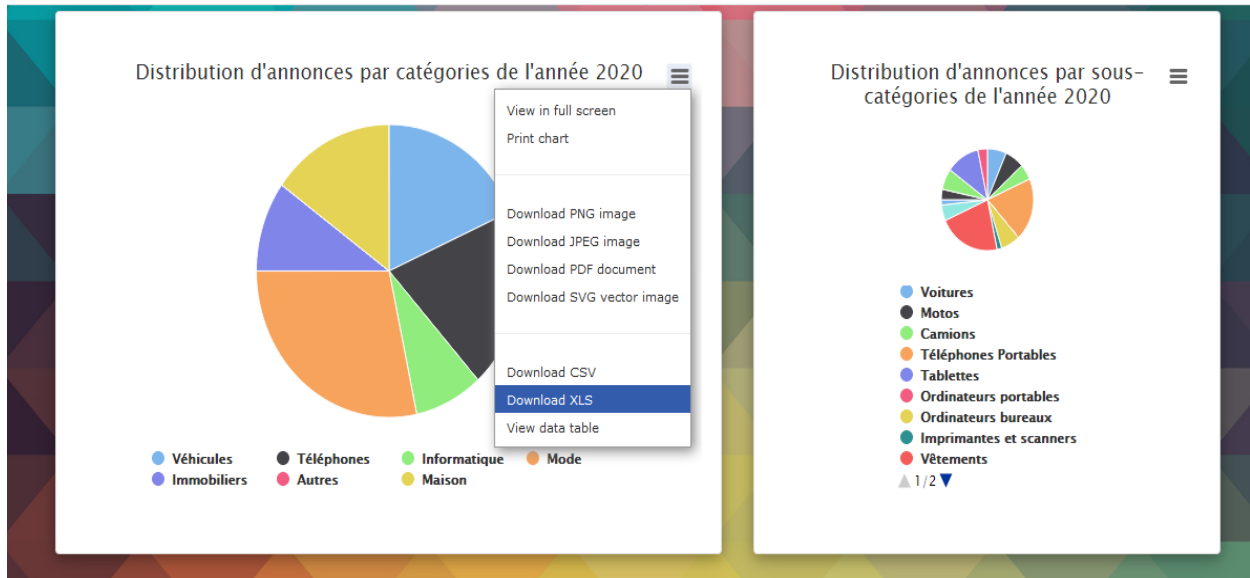 Distribution d'annonces par catégories de l'année 2020
View in full screen
Print chart
Download PNG image
Download JPEG image
Download PDF document
Download SVG vector image
Download CSV
Download XLS
View data table
Véhicules
Téléphones
Informatique
Mode
Immobiliers
Autres
Maison
Distribution d'annonces par sous-
catégories de l'année 2020
Voitures
Motos
Camions
Téléphones Portables
Tablettes
Ordinateurs portables
Ordinateurs bureaux
Imprimantes et scanners
Vêtements
1/2